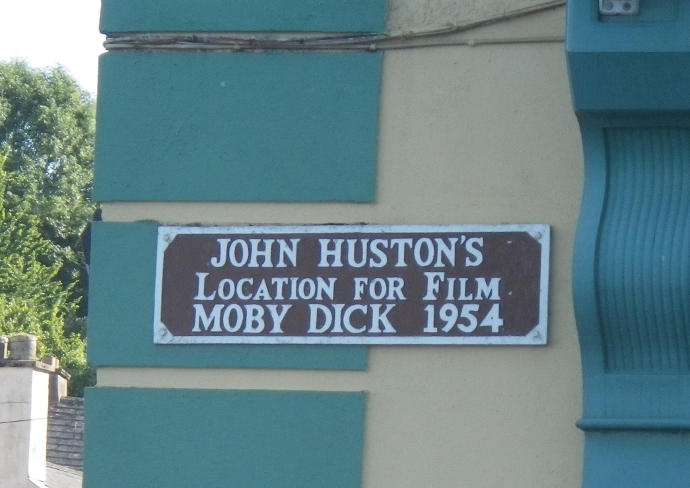 JOHN HUSTON'S
LOCATION FOR FILM
MOBY DICK 1954